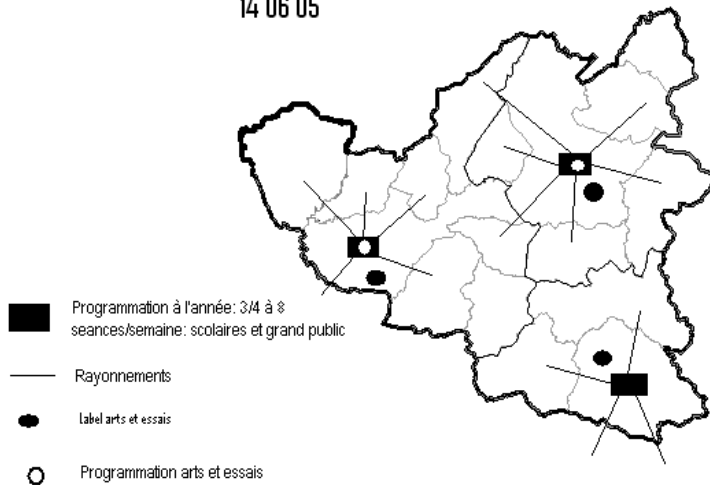 14 06 05
Programmation à l'année: 3/4 à 8
seances/semaine: scolaires et grand public
Rayonnements
Label arts et essais
Programmation arts et essais